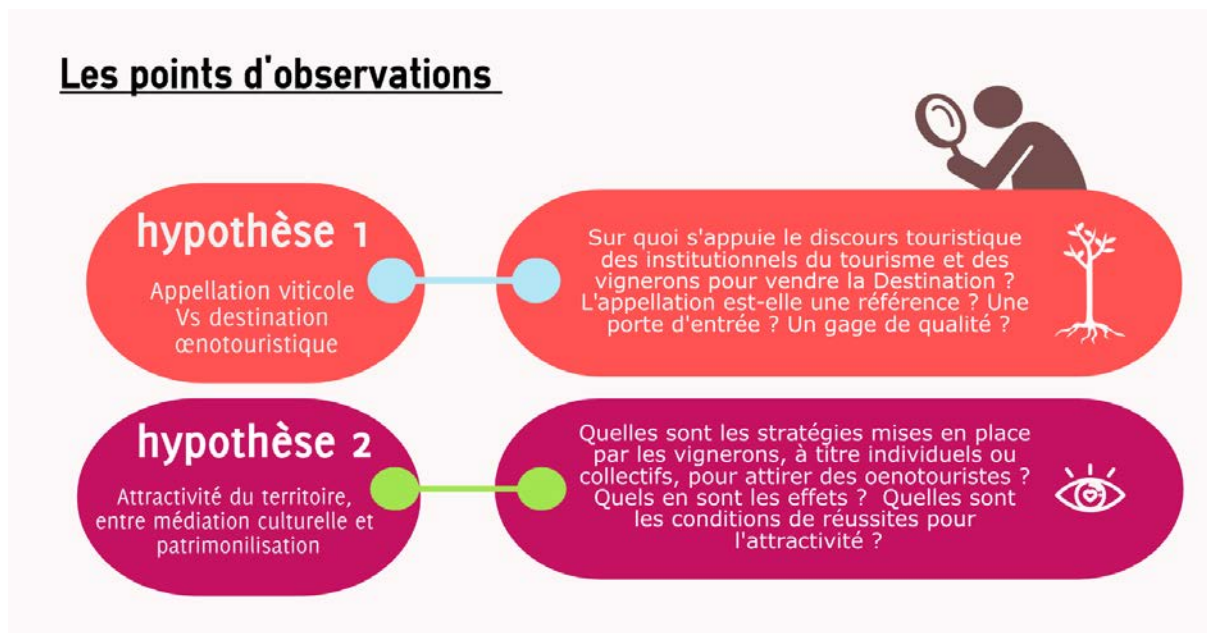 Les points d'observations
hypothèse 1
Appellation viticole
Vs destination
œnotouristique
Sur quoi s'appuie le discours touristique
des institutionnels du tourisme et des
vignerons pour vendre la Destination ?
L'appellation est-elle une référence ? Une
porte d'entrée ? Un gage de qualité ?
hypothèse 2
Attractivité du territoire,
entre médiation culturelle et
patrimonilisation
Quelles sont les stratégies mises en place
par les vignerons, à titre individuels ou
collectifs, pour attirer des oenotouristes ?
Quels en sont les effets ? Quelles sont
les conditions de réussites pour
l'attractivité ?